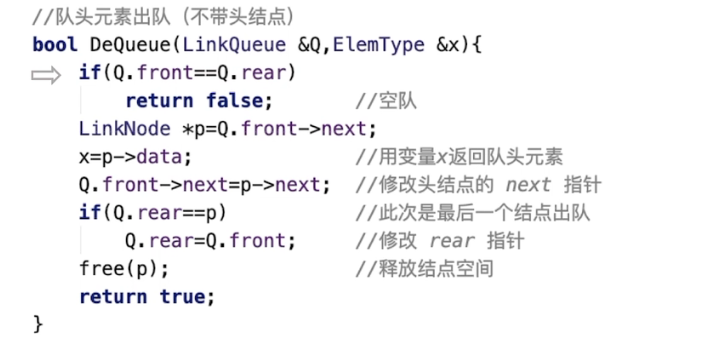 //队头元素出队（不带头结点）
bool DeQueue(LinkQueue &Q,ElemType &x){
if(Q.front==Q.rear)
return false; //空队
LinkNode *p=Q.front->next;
x=p->data; //用变量x返回队头元素
Q.front->next=p->next; //修改头结点的 next 指针
if(Q.rear==p) //此次是最后一个结点出队
Q.rear=Q.front; //修改 rear 指针
free(p); //释放结点空间
return true;
}